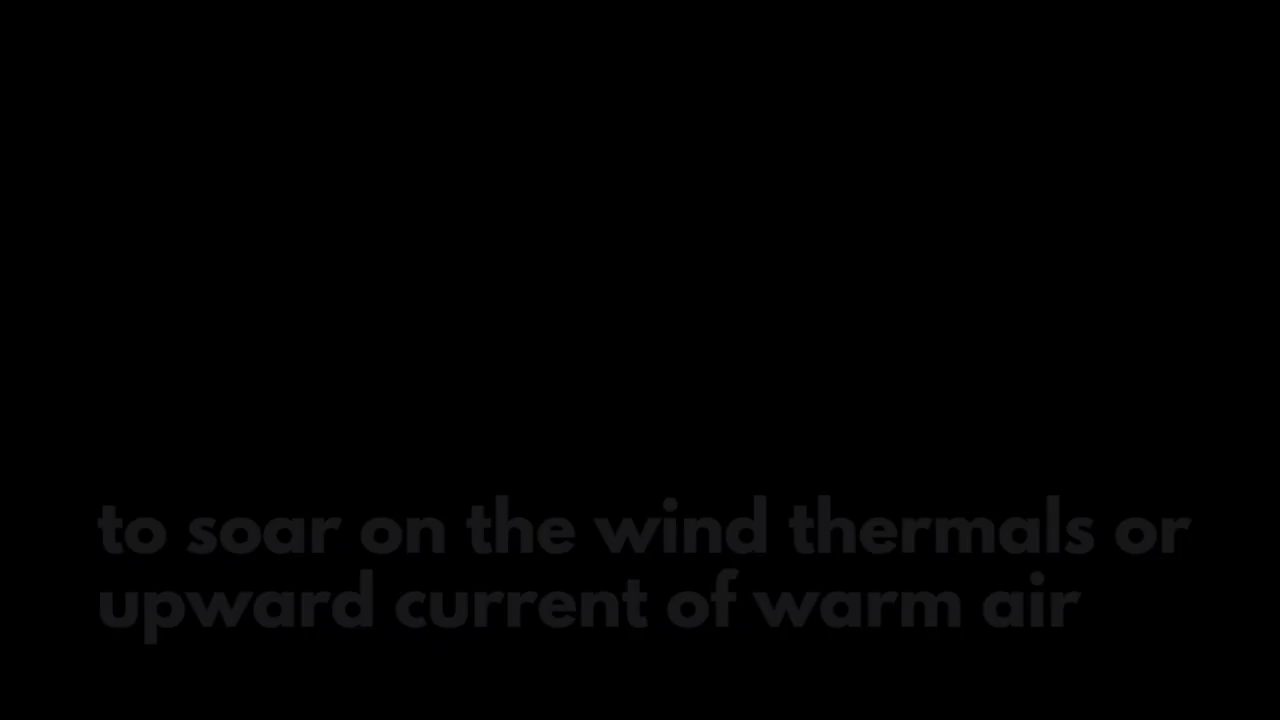 to soar on the wind thermals or
upward current of warm air